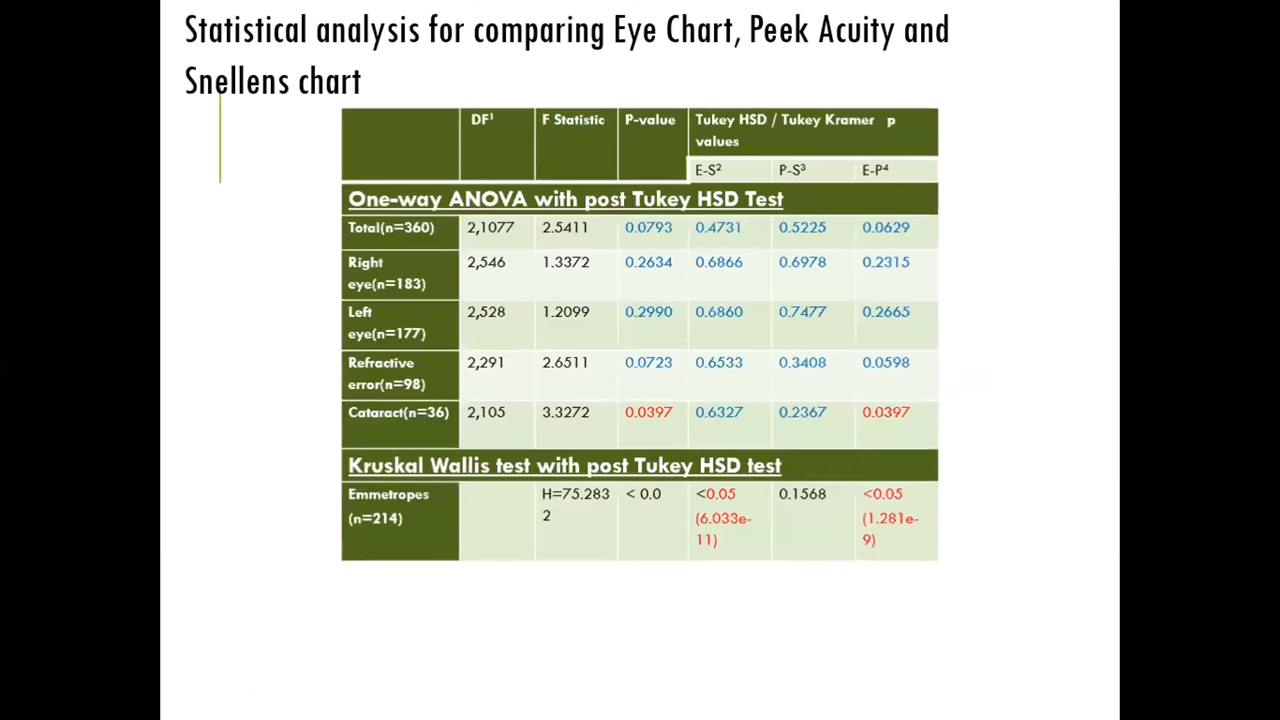 Statistical analysis for comparing Eye Chart, Peek Acuity and
Snellens chart
DF¹ F Statistic P-value Tukey HSD / Tukey Kramer p
values
E-S² P-S³ E-P⁴
One-way ANOVA with post Tukey HSD Test
Total(n=360) 2,1077 2.5411 0.0793 0.4731 0.5225 0.0629
Right 2,546 1.3372 0.2634 0.6866 0.6978 0.2315
eye(n=183)
Left 2,528 1.2099 0.2990 0.6860 0.7477 0.2665
eye(n=177)
Refractive 2,291 2.6511 0.0723 0.6533 0.3408 0.0598
error(n=98)
Cataract(n=36) 2,105 3.3272 0.0397 0.6327 0.2367 0.0397
Kruskal Wallis test with post Tukey HSD test
Emmetropes H=75.283 < 0.0 <0.05 0.1568 <0.05
(n=214) 2 (6.033e- (1.281e-
11) 9)